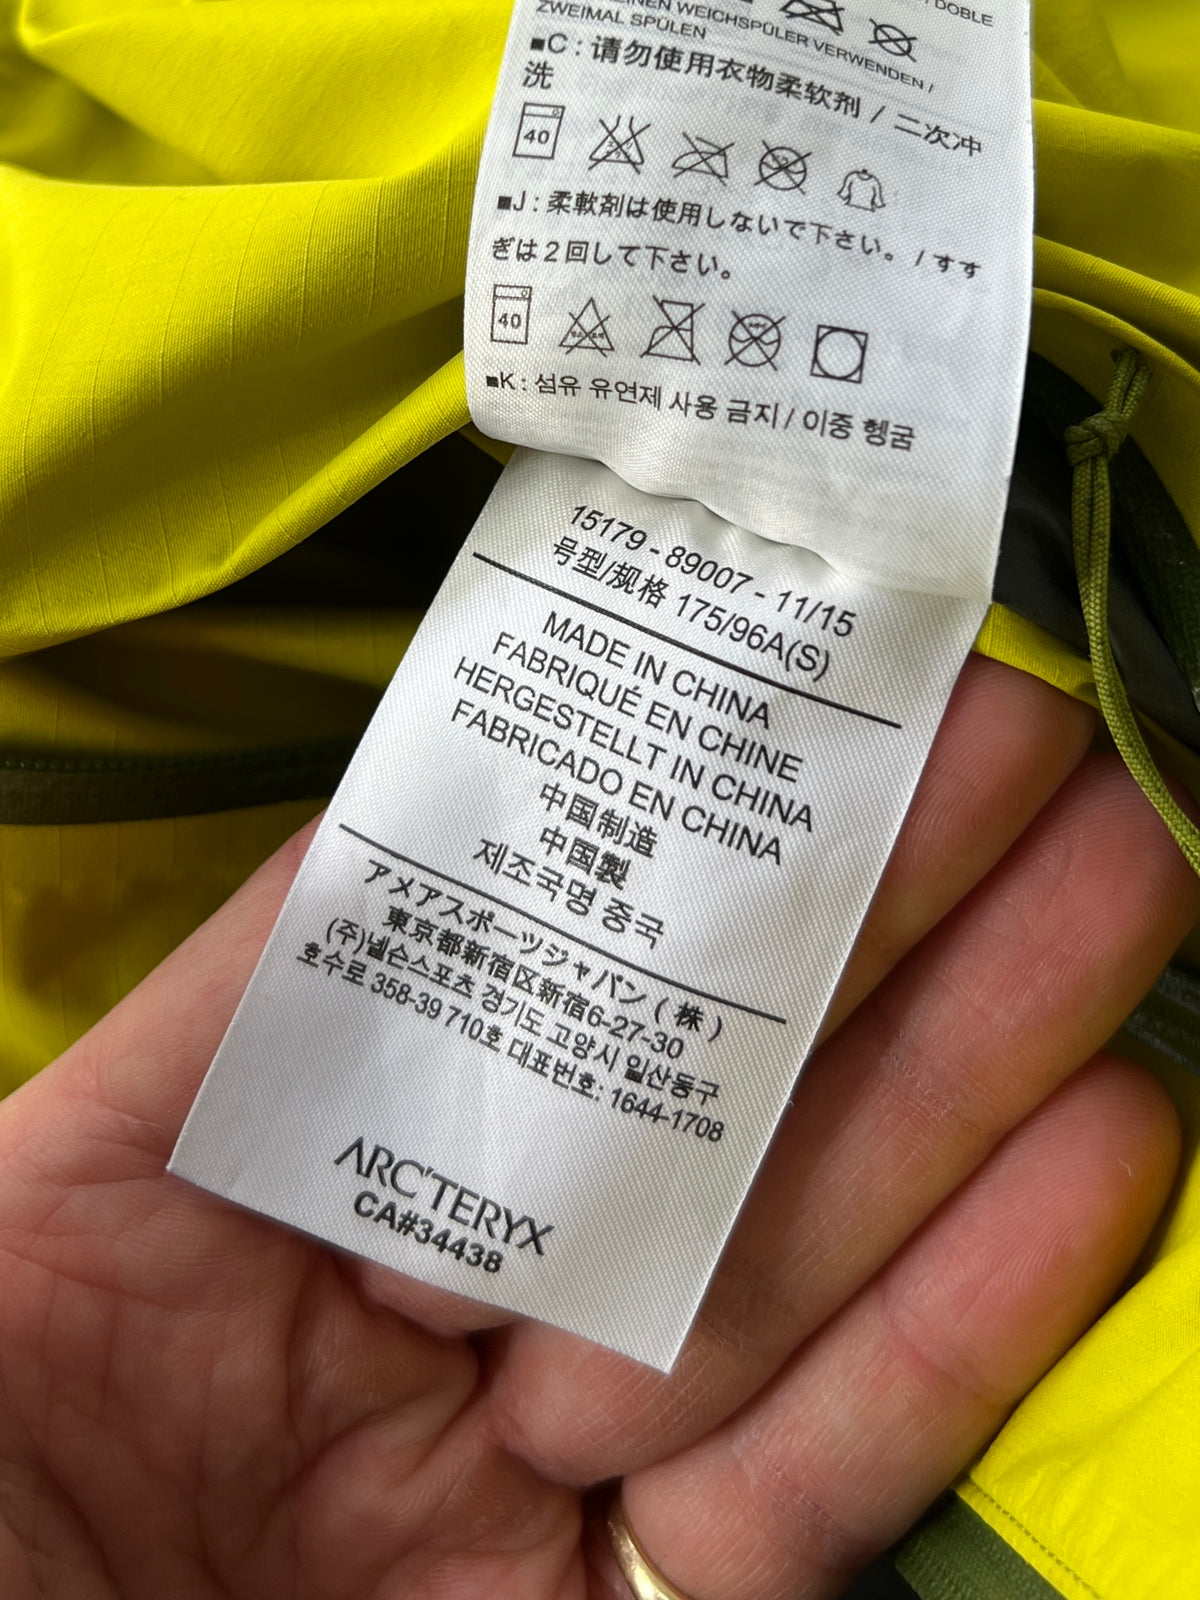 / DOBLE
EINEN WEICHSPÜLER VERWENDEN /
ZWEIMAL SPÜLEN
■C : 请勿使用衣物柔软剂 / 二次冲
洗
40
■J : 柔軟剤は使用しないで下さい。 / すす
ぎは2回して下さい。
40
■K : 섬유 유연제 사용 금지 / 이중 헹굼
15179 - 89007 - 11/15
号型/规格 175/96A(S)
MADE IN CHINA
FABRIQUÉ EN CHINE
HERGESTELLT IN CHINA
FABRICADO EN CHINA
中国制造
中国製
제조국명 중국
アメアスポーツジャパン ( 株 )
東京都新宿区新宿6-27-30
(주)넬슨스포츠 경기도 고양시 일산동구
호수로 358-39 710호 대표번호: 1644-1708
ARC'TERYX
CA#34438